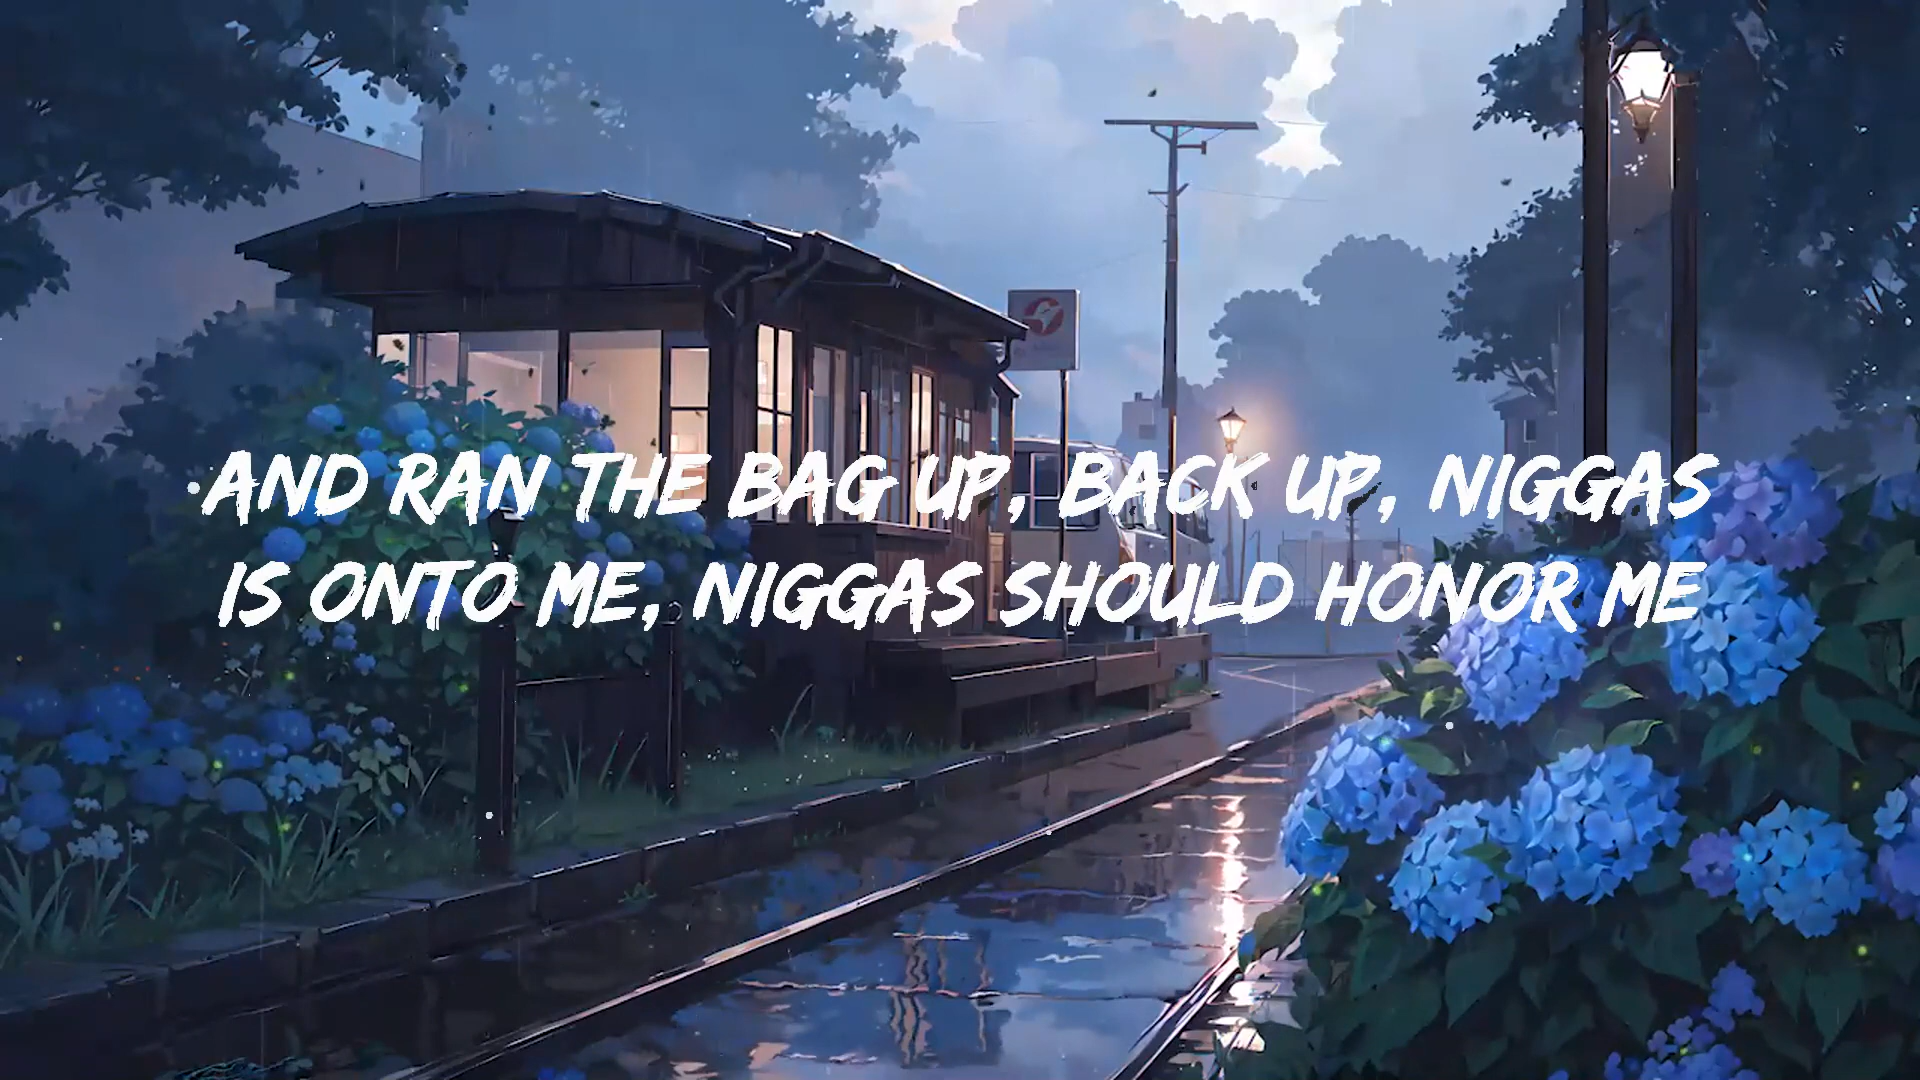 AND RAN THE BAG UP, BACK UP, NIGGAS
IS ONTO ME, NIGGAS SHOULD HONOR ME